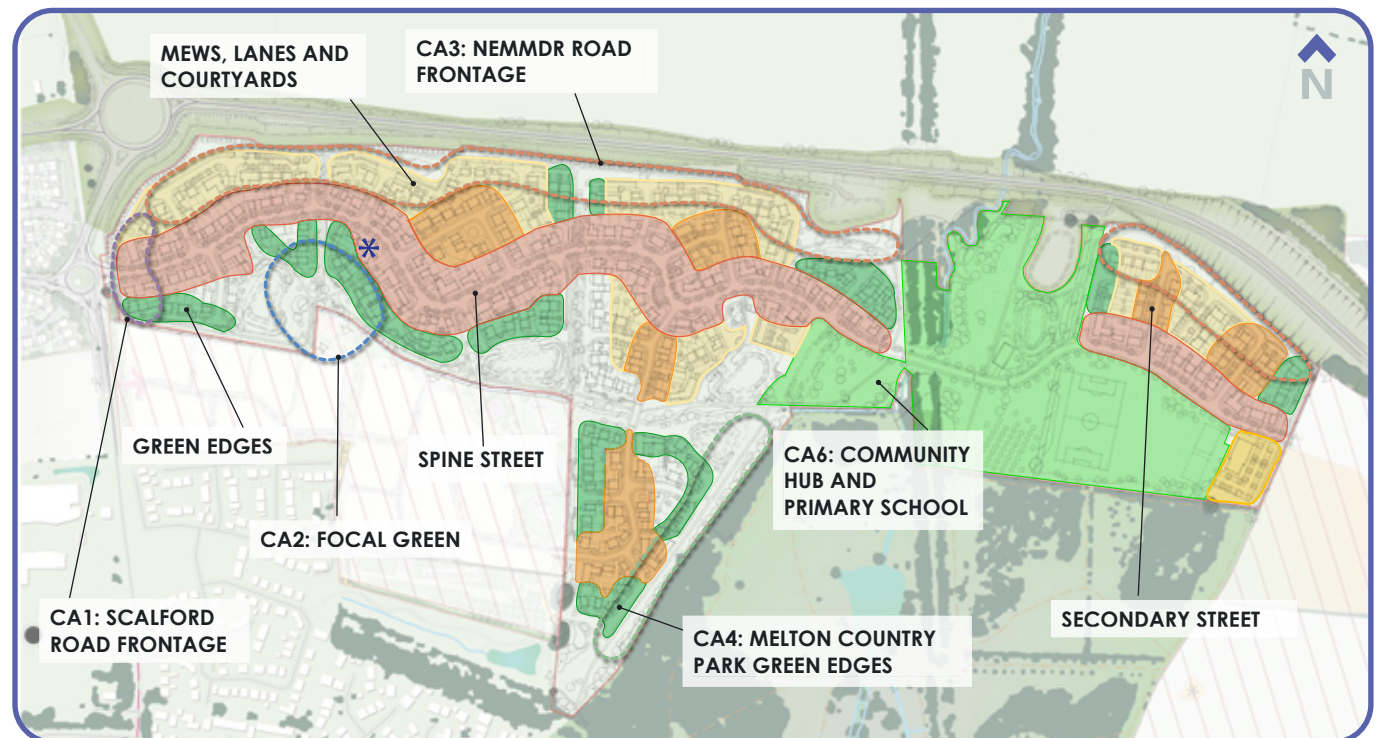 MEWS, LANES AND
COURTYARDS
CA3: NEMMDR ROAD
FRONTAGE
N
*
GREEN EDGES
SPINE STREET
CA2: FOCAL GREEN
CA6: COMMUNITY
HUB AND
PRIMARY SCHOOL
CA1: SCALFORD
ROAD FRONTAGE
CA4: MELTON COUNTRY
PARK GREEN EDGES
SECONDARY STREET